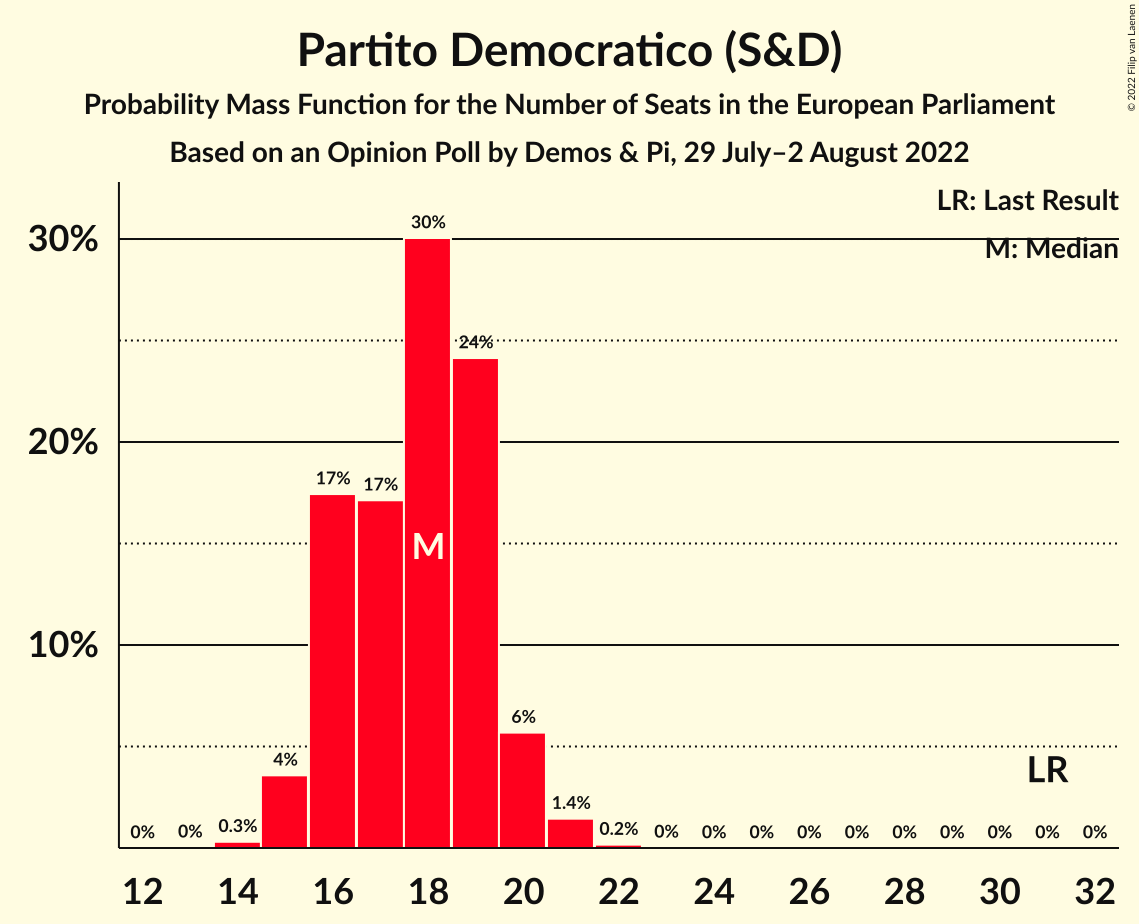 Partito Democratico (S&D)
Probability Mass Function for the Number of Seats in the European Parliament
Based on an Opinion Poll by Demos & Pi, 29 July–2 August 2022
© 2022 Filip van Laenen
LR: Last Result
M: Median
30%
20%
10%
0%
0%
0.3%
4%
17%
17%
30%
24%
6%
1.4%
0.2%
0%
0%
0%
0%
0%
0%
0%
0%
0%
0%
M
LR
12 14 16 18 20 22 24 26 28 30 32